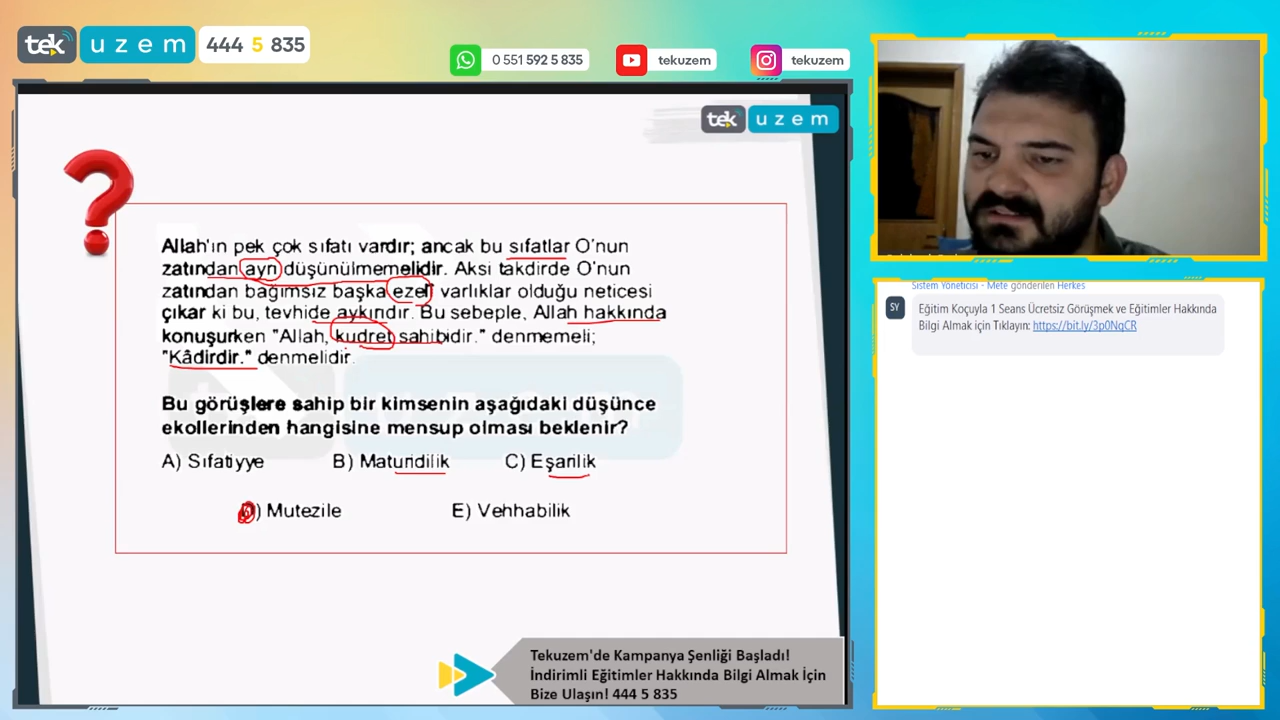 tek uzem 444 5 835
0 551 592 5 835
tekuzem
tekuzem
tek uzem
Allah'ın pek çok sıfatı vardır; ancak bu sıfatlar O'nun
zatından ayrı düşünülmemelidir. Aksi takdirde O'nun
zatından bağımsız başka ezelî varlıklar olduğu neticesi
çıkar ki bu, tevhide aykırıdır. Bu sebeple, Allah hakkında
konuşurken "Allah, kudret sahibidir." denmemeli;
"Kâdirdir." denmelidir.
Bu görüşlere sahip bir kimsenin aşağıdaki düşünce
ekollerinden hangisine mensup olması beklenir?
A) Sıfatiyye B) Maturidilik C) Eşarilik
D) Mutezile E) Vehhabilik
Tekuzem'de Kampanya Şenliği Başladı!
İndirimli Eğitimler Hakkında Bilgi Almak İçin
Bize Ulaşın! 444 5 835
Sistem Yöneticisi - Mete gönderilen Herkes
SY
Eğitim Koçuyla 1 Seans Ücretsiz Görüşmek ve Eğitimler Hakkında
Bilgi Almak için Tıklayın: https://bit.ly/3p0NqCR